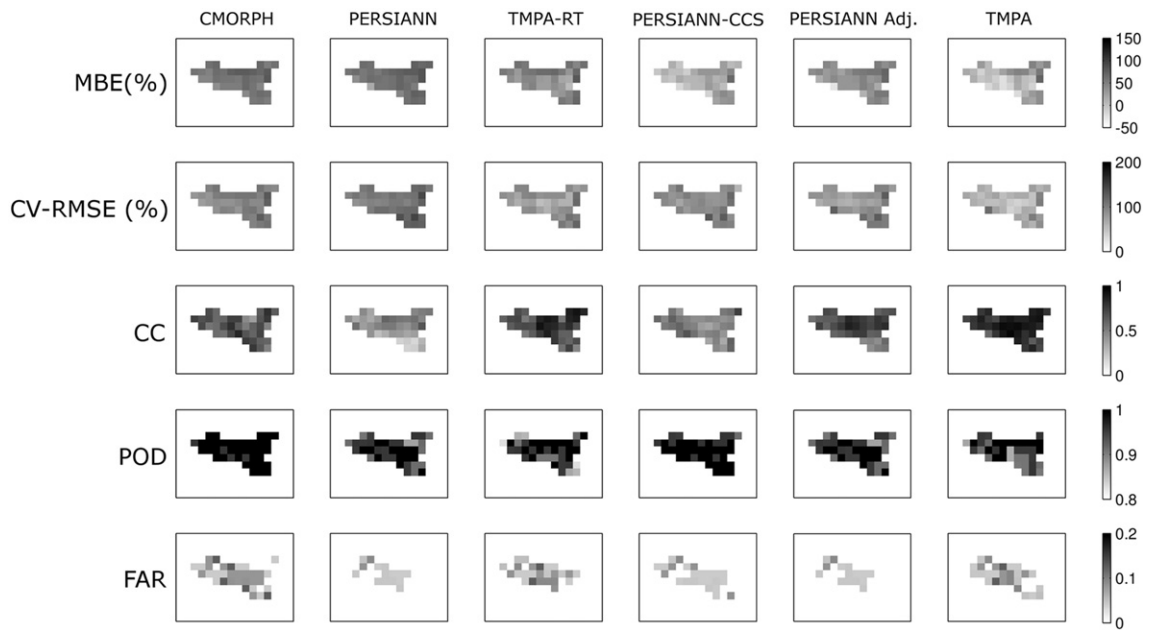 CMORPH PERSIANN TMPA-RT PERSIANN-CCS PERSIANN Adj. TMPA
MBE(%)
150
100
50
0
-50
CV-RMSE (%)
200
100
0
CC
1
0.5
0
POD
1
0.9
0.8
FAR
0.2
0.1
0